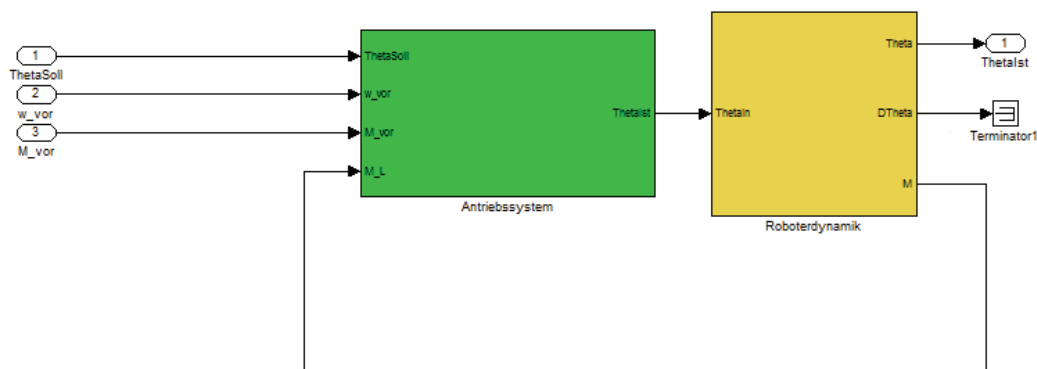 1
ThetaSoll
2
w_vor
3
M_vor
ThetaSoll
w_vor
M_vor
M_L
ThetaIst
Antriebssystem
ThetaIn
Theta
DTheta
M
Roboterdynamik
1
ThetaIst
Terminator1